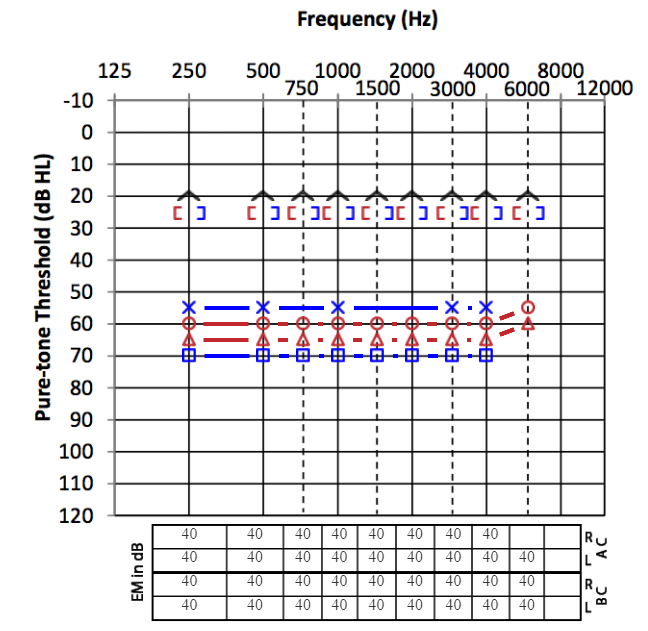 Frequency (Hz)
125 250 500 1000 2000 4000 8000
750 1500 3000 6000 12000
Pure-tone Threshold (dB HL)
-10
0
10
20
30
40
50
60
70
80
90
100
110
120
EM in dB
40 40 40 40 40 40 40 40 R
40 40 40 40 40 40 40 40 40 L
AC
40 40 40 40 40 40 40 40 40 R
40 40 40 40 40 40 40 40 40 L
BC